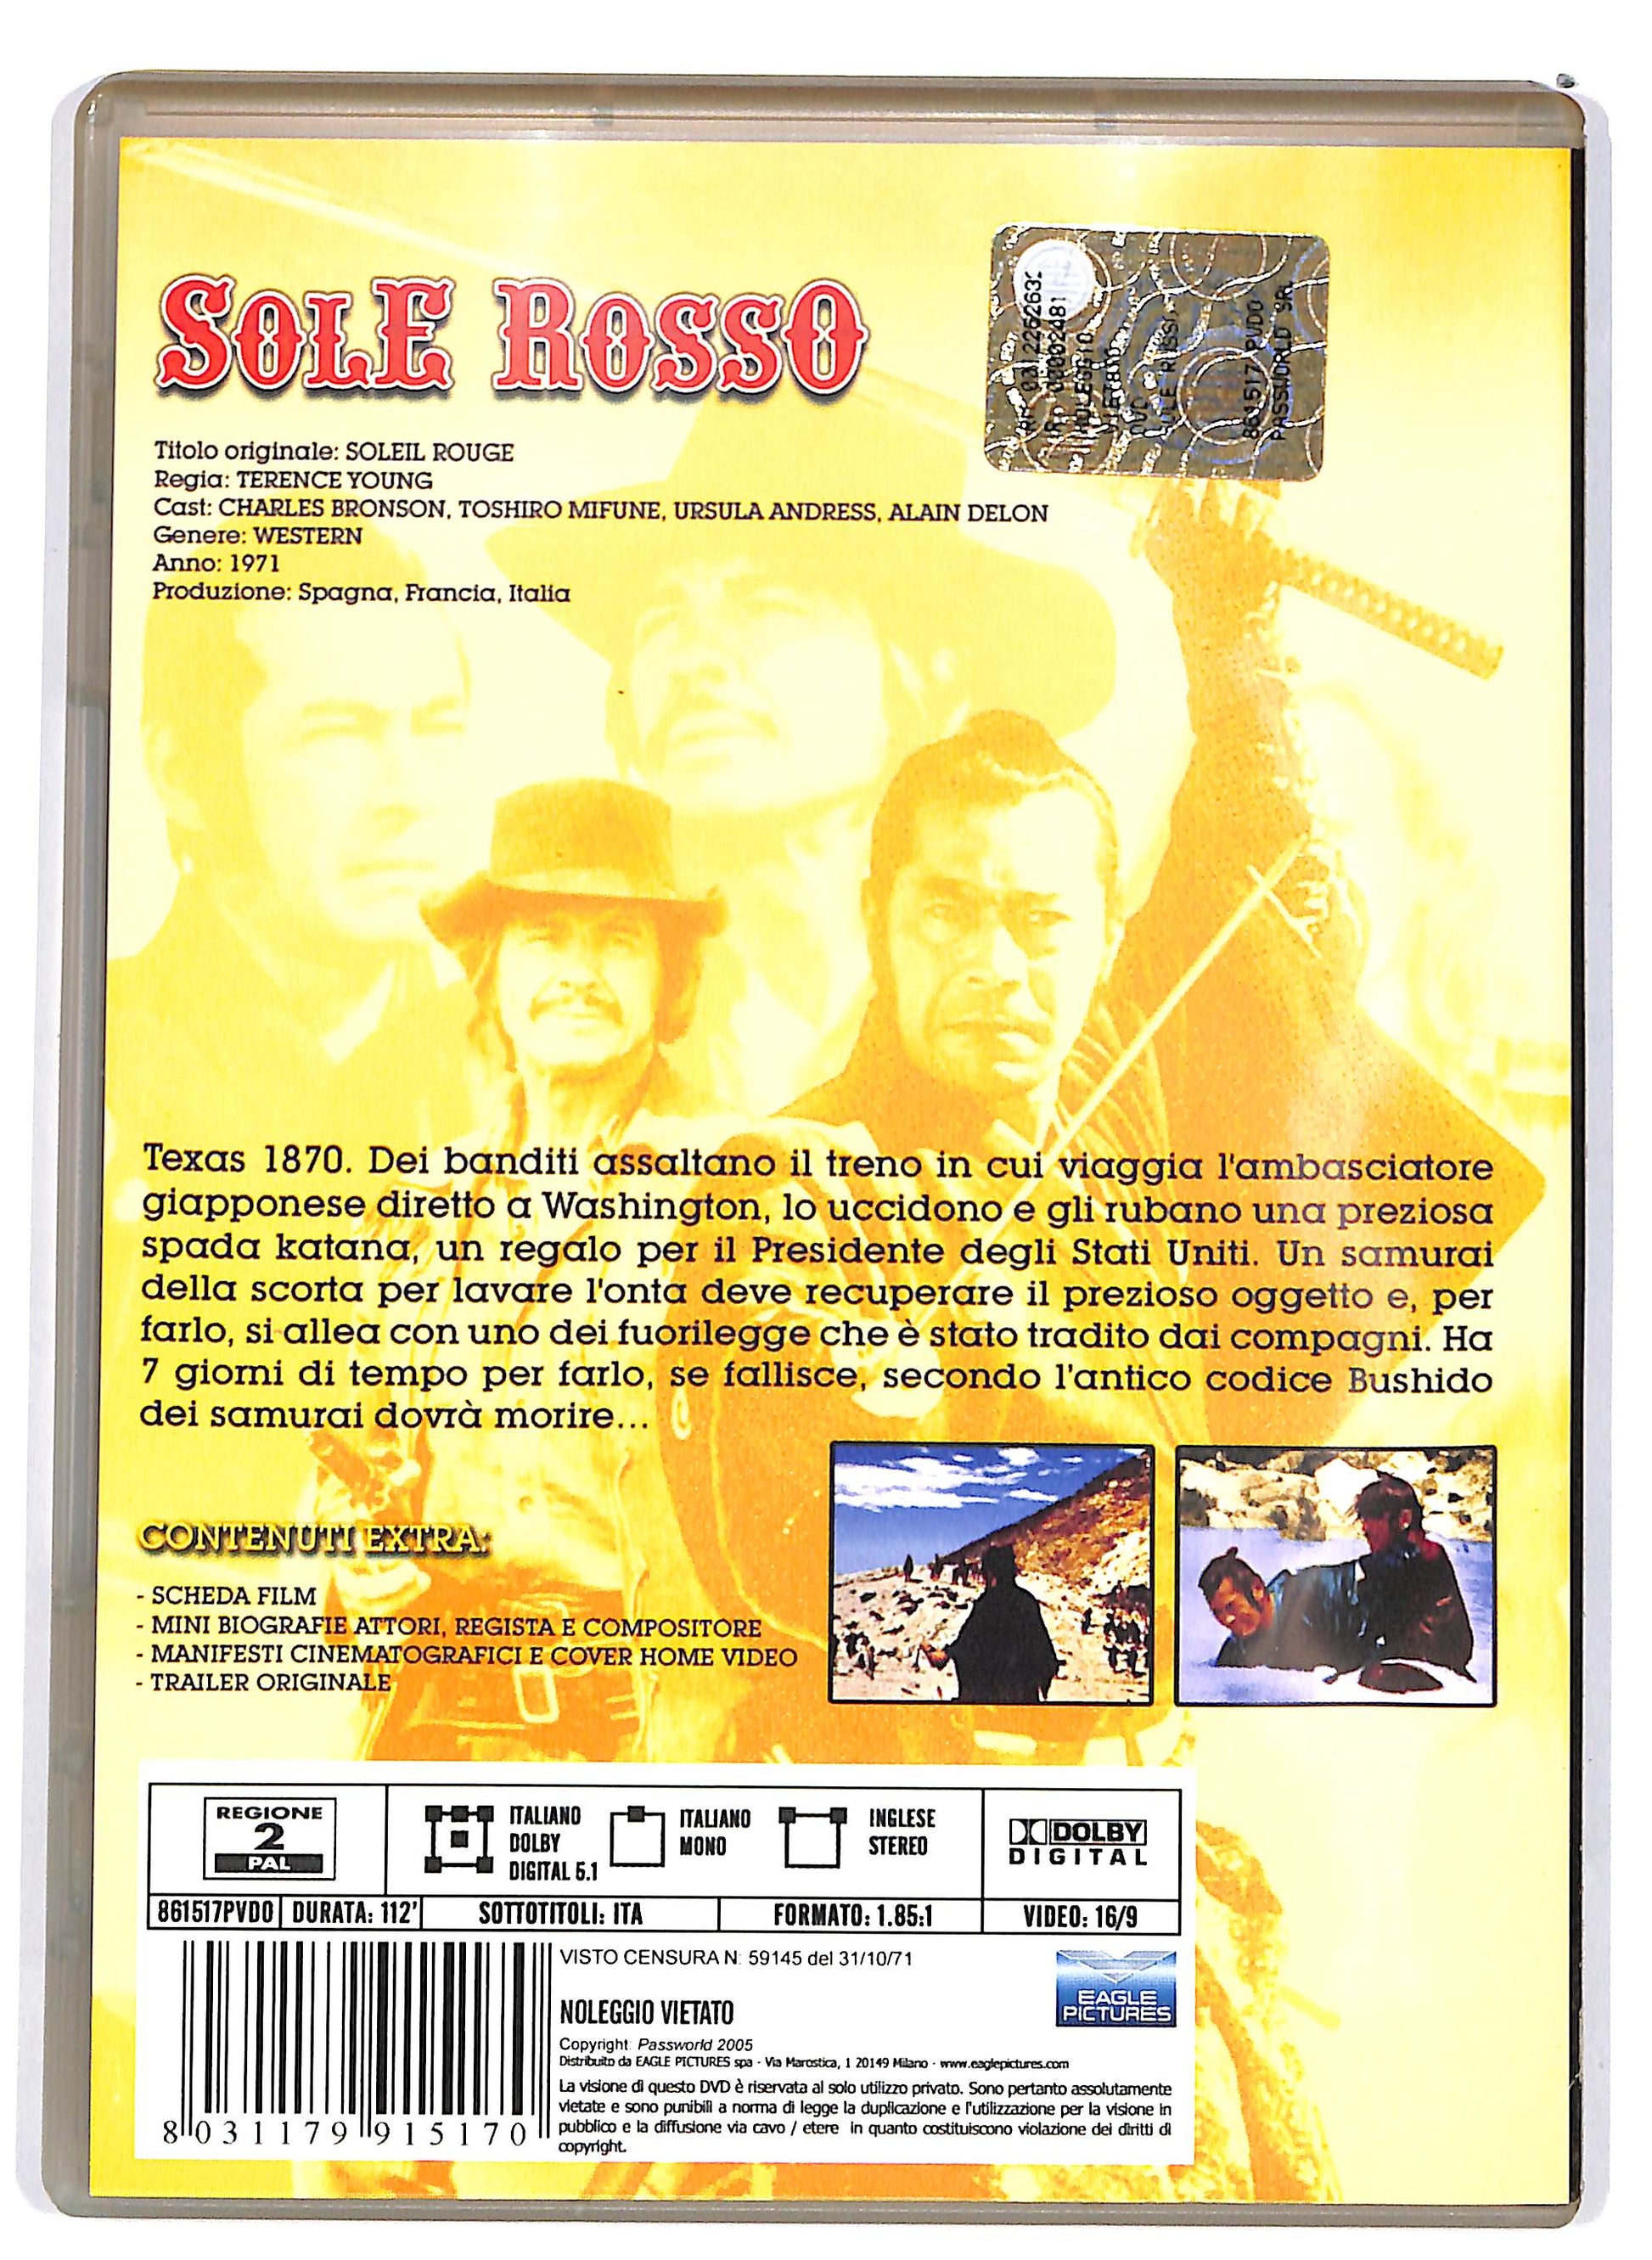 SOLE ROSSO
Titolo originale: SOLEIL ROUGE
Regia: TERENCE YOUNG
Cast: CHARLES BRONSON, TOSHIRO MIFUNE, URSULA ANDRESS, ALAIN DELON
Genere: WESTERN
Anno: 1971
Produzione: Spagna, Francia, Italia
861517PVDO
PASSWORLD SRL
Texas 1870. Dei banditi assaltano il treno in cui viaggia l'ambasciatore
giapponese diretto a Washington, lo uccidono e gli rubano una preziosa
spada katana, un regalo per il Presidente degli Stati Uniti. Un samurai
della scorta per lavare l'onta deve recuperare il prezioso oggetto e, per
farlo, si allea con uno dei fuorilegge che è stato tradito dai compagni. Ha
7 giorni di tempo per farlo, se fallisce, secondo l'antico codice Bushido
dei samurai dovrà morire...
CONTENUTI EXTRA:
- SCHEDA FILM
- MINI BIOGRAFIE ATTORI, REGISTA E COMPOSITORE
- MANIFESTI CINEMATOGRAFICI E COVER HOME VIDEO
- TRAILER ORIGINALE
REGIONE
2
PAL
ITALIANO
DOLBY
DIGITAL 5.1
ITALIANO
MONO
INGLESE
STEREO
DOLBY
DIGITAL
861517PVDO DURATA: 112' SOTTOTITOLI: ITA FORMATO: 1.85:1 VIDEO: 16/9
VISTO CENSURA N. 59145 del 31/10/71
EAGLE
PICTURES
NOLEGGIO VIETATO
Copyright: Passworld 2005
Distribuito da EAGLE PICTURES spa - Via Marostica, 1 20149 Milano - www.eaglepictures.com
La visione di questo DVD è riservata al solo utilizzo privato. Sono pertanto assolutamente
vietate e sono punibili a norma di legge la duplicazione e l'utilizzazione per la visione in
pubblico e la diffusione via cavo / etere in quanto costituiscono violazione dei diritti di
copyright.
8 031179 915170